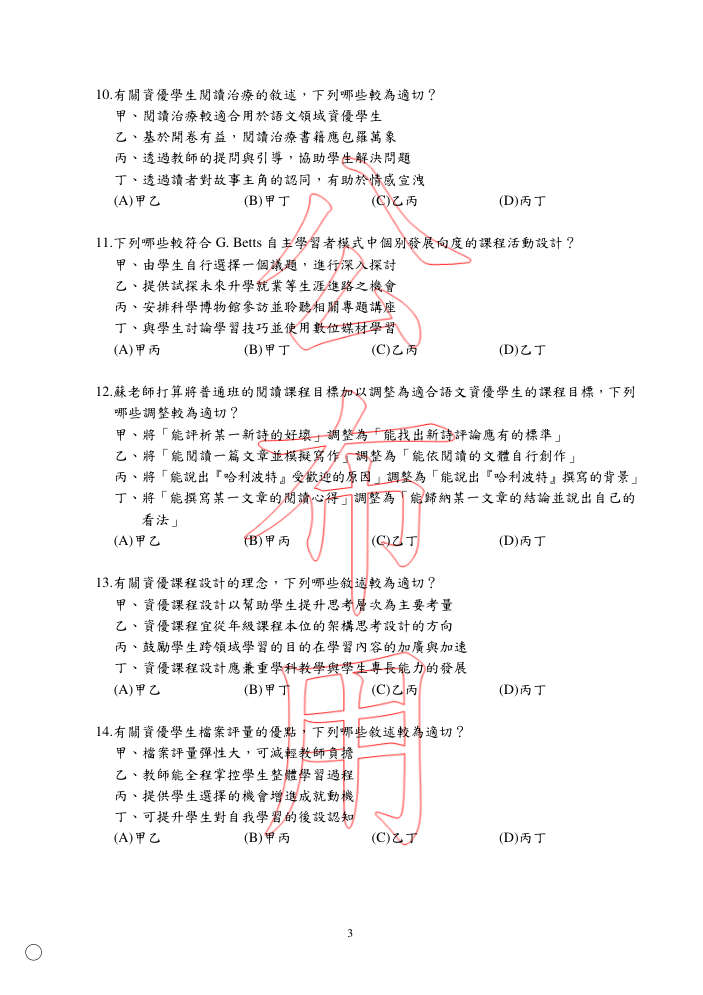 10.有關資優學生閱讀治療的敘述，下列哪些較為適切？
甲、閱讀治療較適合用於語文領域資優學生
乙、基於開卷有益，閱讀治療書籍應包羅萬象
丙、透過教師的提問與引導，協助學生解決問題
丁、透過讀者對故事主角的認同，有助於情感宣洩
(A)甲乙 (B)甲丁 (C)乙丙 (D)丙丁
11.下列哪些較符合 G. Betts 自主學習者模式中個別發展向度的課程活動設計？
甲、由學生自行選擇一個議題，進行深入探討
乙、提供試探未來升學就業等生涯進路之機會
丙、安排科學博物館參訪並聆聽相關專題講座
丁、與學生討論學習技巧並使用數位媒材學習
(A)甲丙 (B)甲丁 (C)乙丙 (D)乙丁
12.蘇老師打算將普通班的閱讀課程目標加以調整為適合語文資優學生的課程目標，下列
哪些調整較為適切？
甲、將「能評析某一新詩的好壞」調整為「能找出新詩評論應有的標準」
乙、將「能閱讀一篇文章並模擬寫作」調整為「能依閱讀的文體自行創作」
丙、將「能說出『哈利波特』受歡迎的原因」調整為「能說出『哈利波特』撰寫的背景」
丁、將「能撰寫某一文章的閱讀心得」調整為「能歸納某一文章的結論並說出自己的
看法」
(A)甲乙 (B)甲丙 (C)乙丁 (D)丙丁
13.有關資優課程設計的理念，下列哪些敘述較為適切？
甲、資優課程設計以幫助學生提升思考層次為主要考量
乙、資優課程宜從年級課程本位的架構思考設計的方向
丙、鼓勵學生跨領域學習的目的在學習內容的加廣與加速
丁、資優課程設計應兼重學科教學與學生專長能力的發展
(A)甲乙 (B)甲丁 (C)乙丙 (D)丙丁
14.有關資優學生檔案評量的優點，下列哪些敘述較為適切？
甲、檔案評量彈性大，可減輕教師負擔
乙、教師能全程掌控學生整體學習過程
丙、提供學生選擇的機會增進成就動機
丁、可提升學生對自我學習的後設認知
(A)甲乙 (B)甲丙 (C)乙丁 (D)丙丁
公布用
3